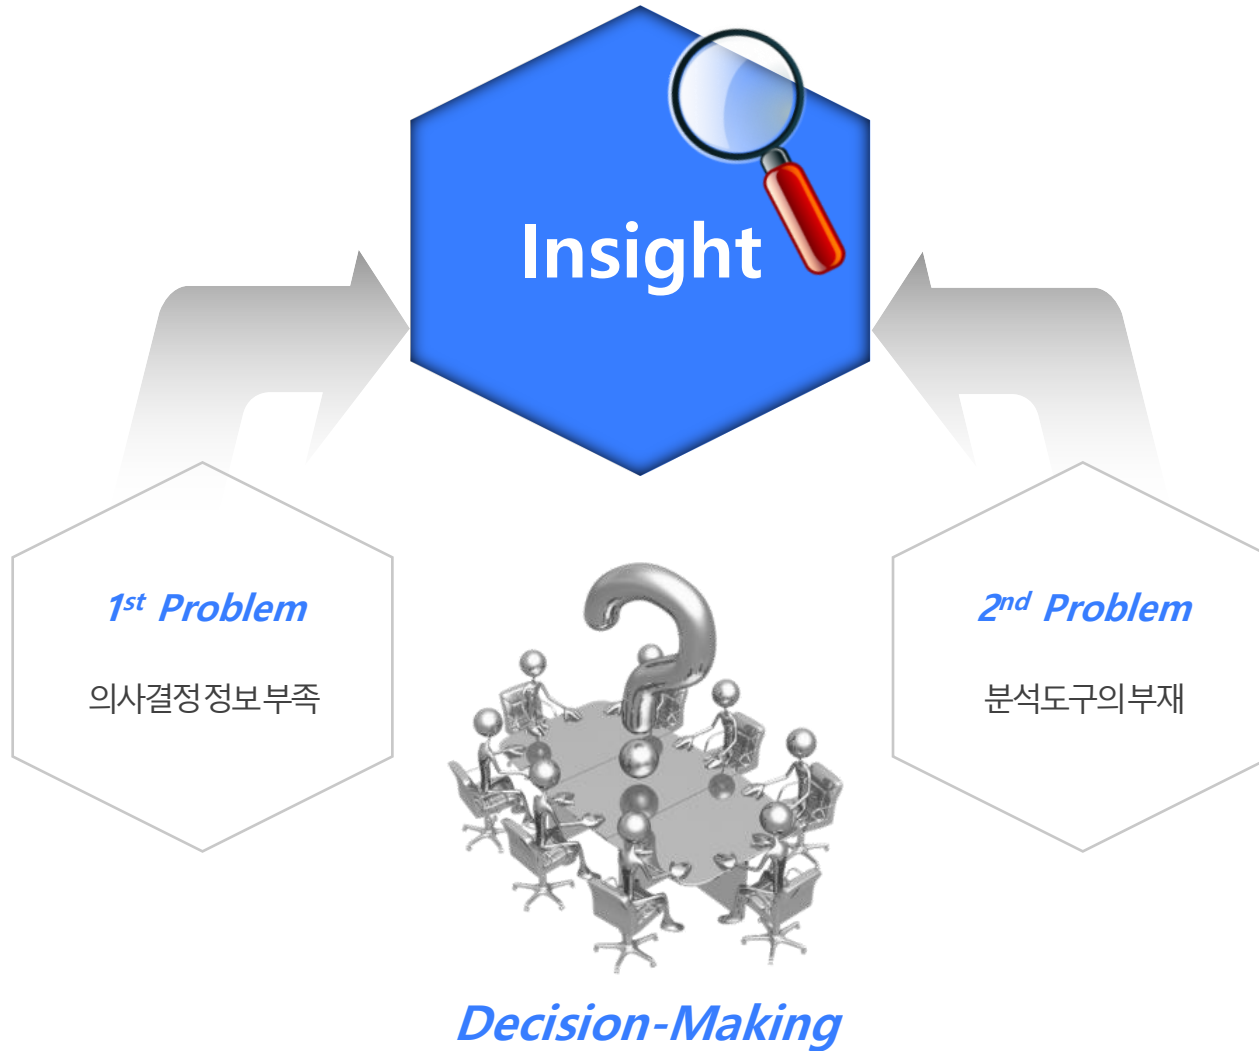 Insight
1st Problem
의사결정 정보 부족
2nd Problem
분석도구의 부재
Decision-Making